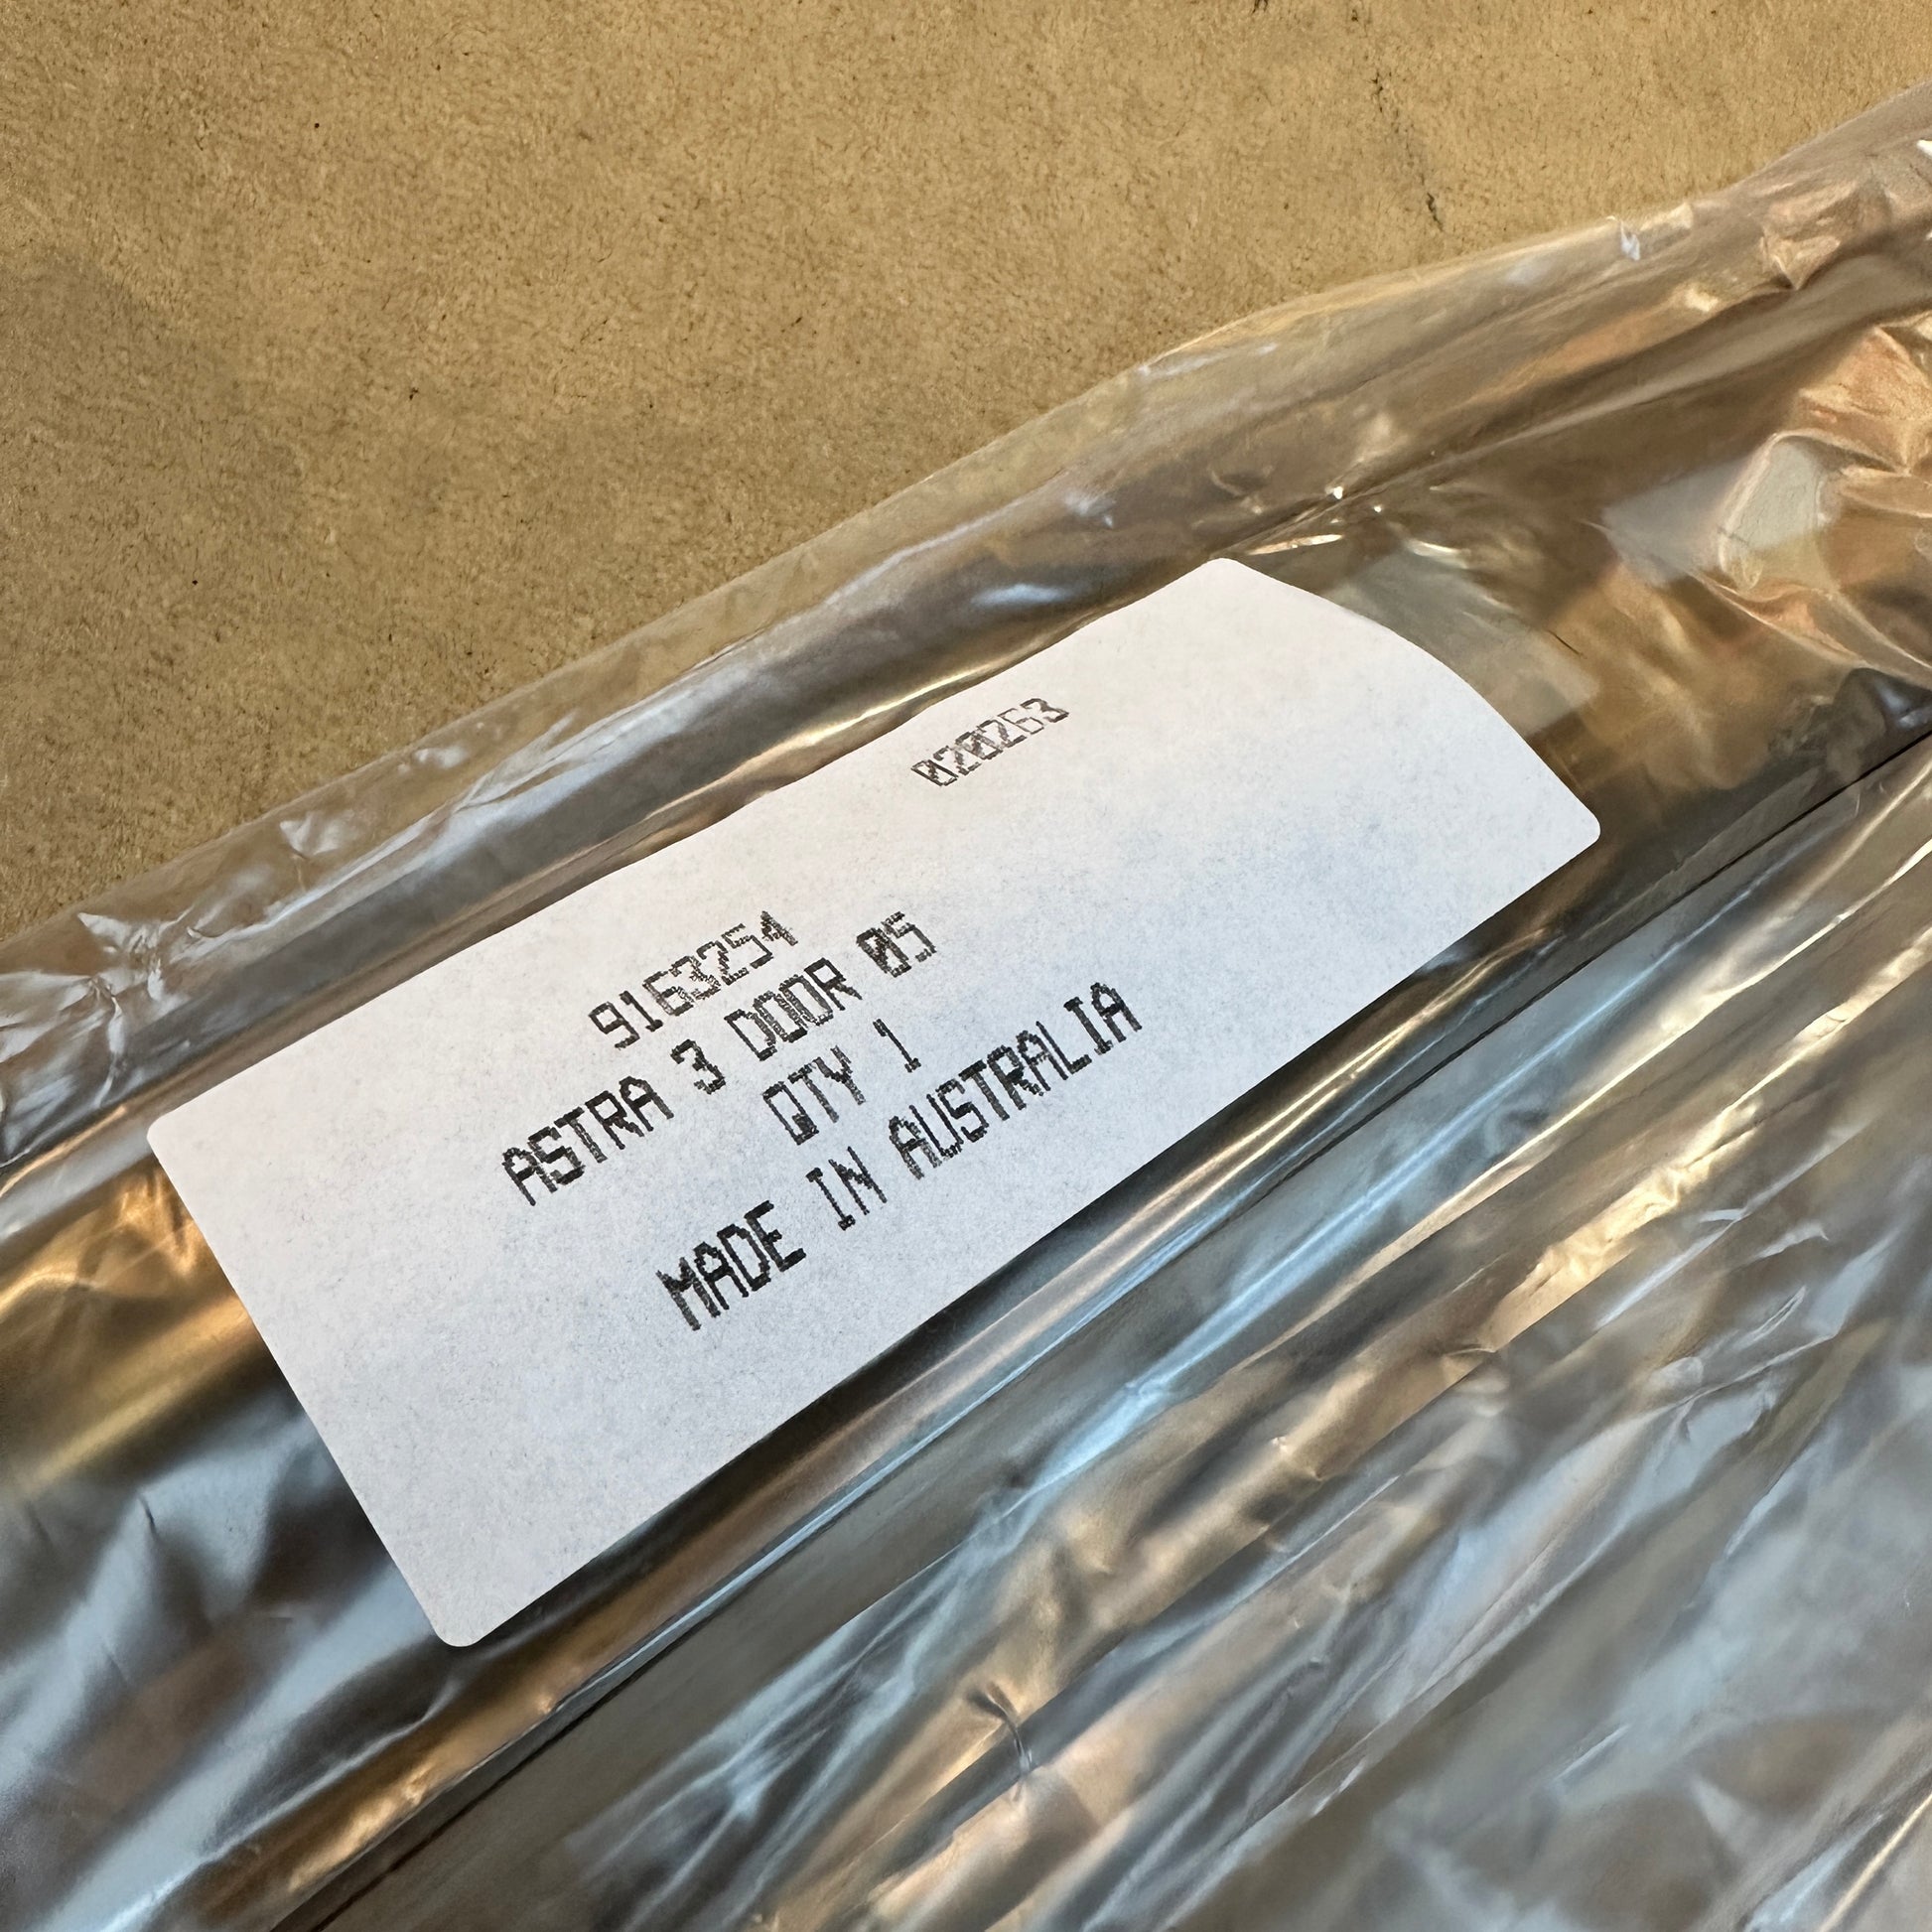 020263
9163254
ASTRA 3 DOOR 05
QTY 1
MADE IN AUSTRALIA